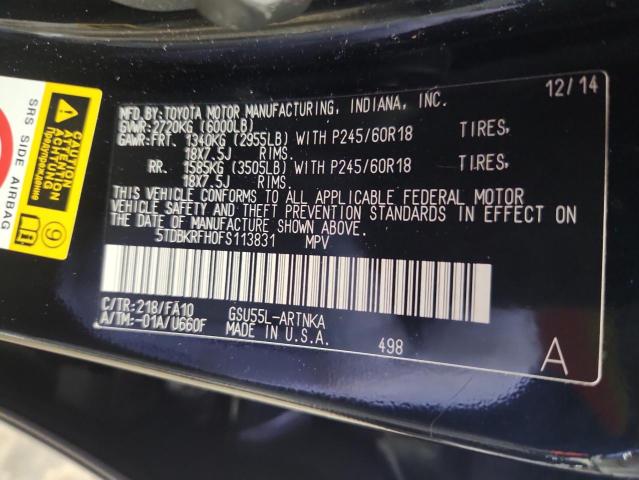 12/14
MFD.BY:TOYOTA MOTOR MANUFACTURING, INDIANA, INC.
GVWR:2720KG (6000LB)
GAWR:FRT. 1340KG (2955LB) WITH P245/60R18 TIRES,
18X7.5J RIMS.
RR. 1585KG (3505LB) WITH P245/60R18 TIRES,
18X7.5J RIMS.
THIS VEHICLE CONFORMS TO ALL APPLICABLE FEDERAL MOTOR
VEHICLE SAFETY AND THEFT PREVENTION STANDARDS IN EFFECT ON
THE DATE OF MANUFACTURE SHOWN ABOVE.
5TDBKRFH0FS113831 MPV
C/TR:218/FA10 GSU55L-ARTNKA
A/TM:-01A/U660F MADE IN U.S.A.
498
A
SRS SIDE AIRBAG
CAUTION
ATTENTION
ACHTUNG
Предупреждение
9